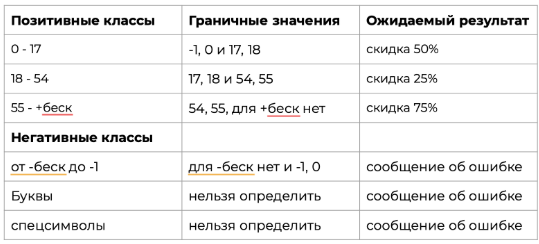 Позитивные классы Граничные значения Ожидаемый результат
0 - 17 -1, 0 и 17, 18 скидка 50%
18 - 54 17, 18 и 54, 55 скидка 25%
55 - +беск 54, 55, для +беск нет скидка 75%
Негативные классы
от -беск до -1 для -беск нет и -1, 0 сообщение об ошибке
Буквы нельзя определить сообщение об ошибке
спецсимволы нельзя определить сообщение об ошибке